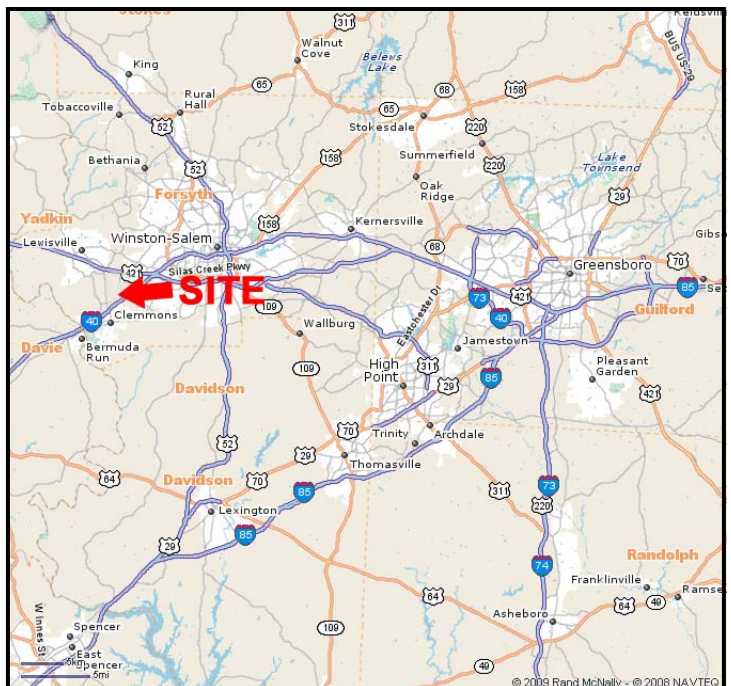 311
Reidsville
BUS US-29
Walnut
Cove
Belews
Lake
King
65
68
158
Rural
Hall
Tobaccoville
52
65
Stokesdale
220
Bethania
52
158
Summerfield
220
Lake
Townsend
Forsyth
Oak
Ridge
29
Yadkin
158
Kernersville
Lewisville
Winston-Salem
68
70
421
Silas Creek Pkwy
Greensboro
SITE
109
Eastchester Dr
73
421
85
40
Clemmons
40
Guilford
Davie
Bermuda
Run
Wallburg
Jamestown
High
Point
311
Pleasant
Garden
109
29
85
421
Davidson
70
Trinity
Archdale
52
29
Thomasville
64
Davidson
70
85
311
73
220
Lexington
85
29
74
Randolph
Franklinville
64
W Innes St
Asheboro
64
49
Spencer
109
East
Spencer
49
5km
5mi
© 2009 Rand McNally - © 2008 NAVTEQ